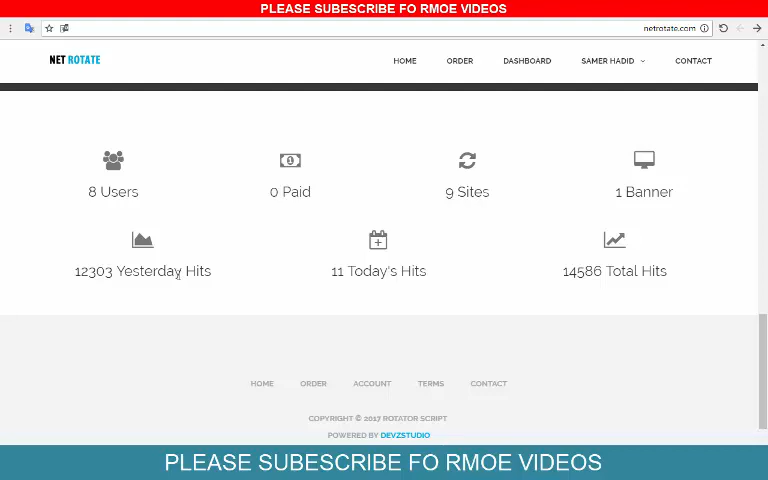 PLEASE SUBESCRIBE FO RMOE VIDEOS
netrotate.com
NET ROTATE
HOME ORDER DASHBOARD SAMER HADID CONTACT
8 Users 0 Paid 9 Sites 1 Banner
12303 Yesterday Hits 11 Today's Hits 14586 Total Hits
HOME ORDER ACCOUNT TERMS CONTACT
COPYRIGHT © 2017 ROTATOR SCRIPT
POWERED BY DEVZSTUDIO
PLEASE SUBESCRIBE FO RMOE VIDEOS